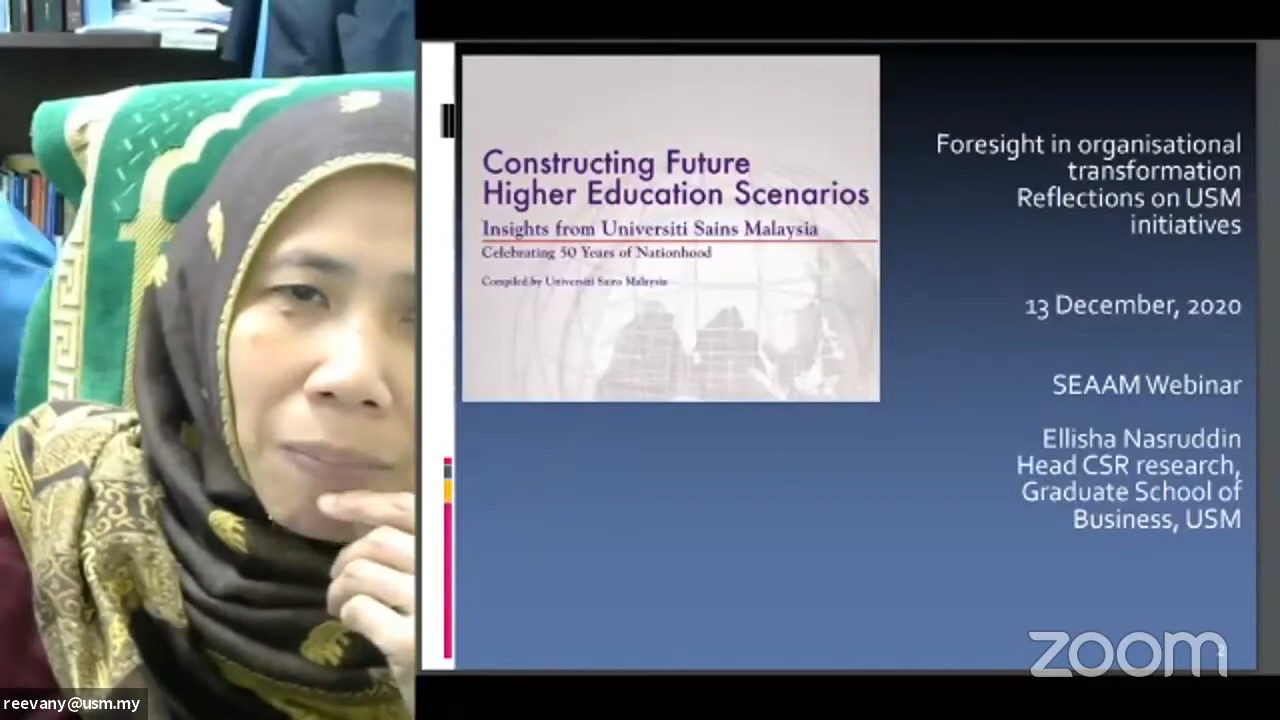 Constructing Future
Higher Education Scenarios
Insights from Universiti Sains Malaysia
Celebrating 50 Years of Nationhood
Compiled by Universiti Sains Malaysia
Foresight in organisational
transformation
Reflections on USM
initiatives
13 December, 2020
SEAAM Webinar
Ellisha Nasruddin
Head CSR research,
Graduate School of
Business, USM
2
zoom
reevany@usm.my